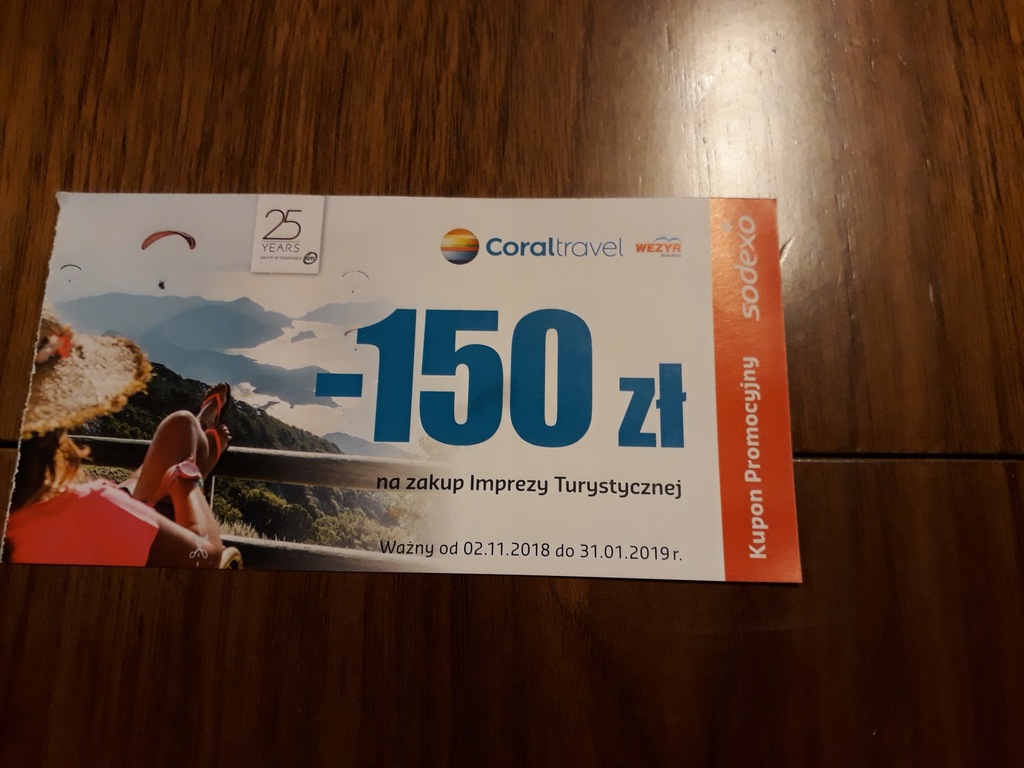 25
YEARS
Coraltravel
WEZYR
-150 zł
na zakup Imprezy Turystycznej
Ważny od 02.11.2018 do 31.01.2019 r.
Kupon Promocyjny sodexo